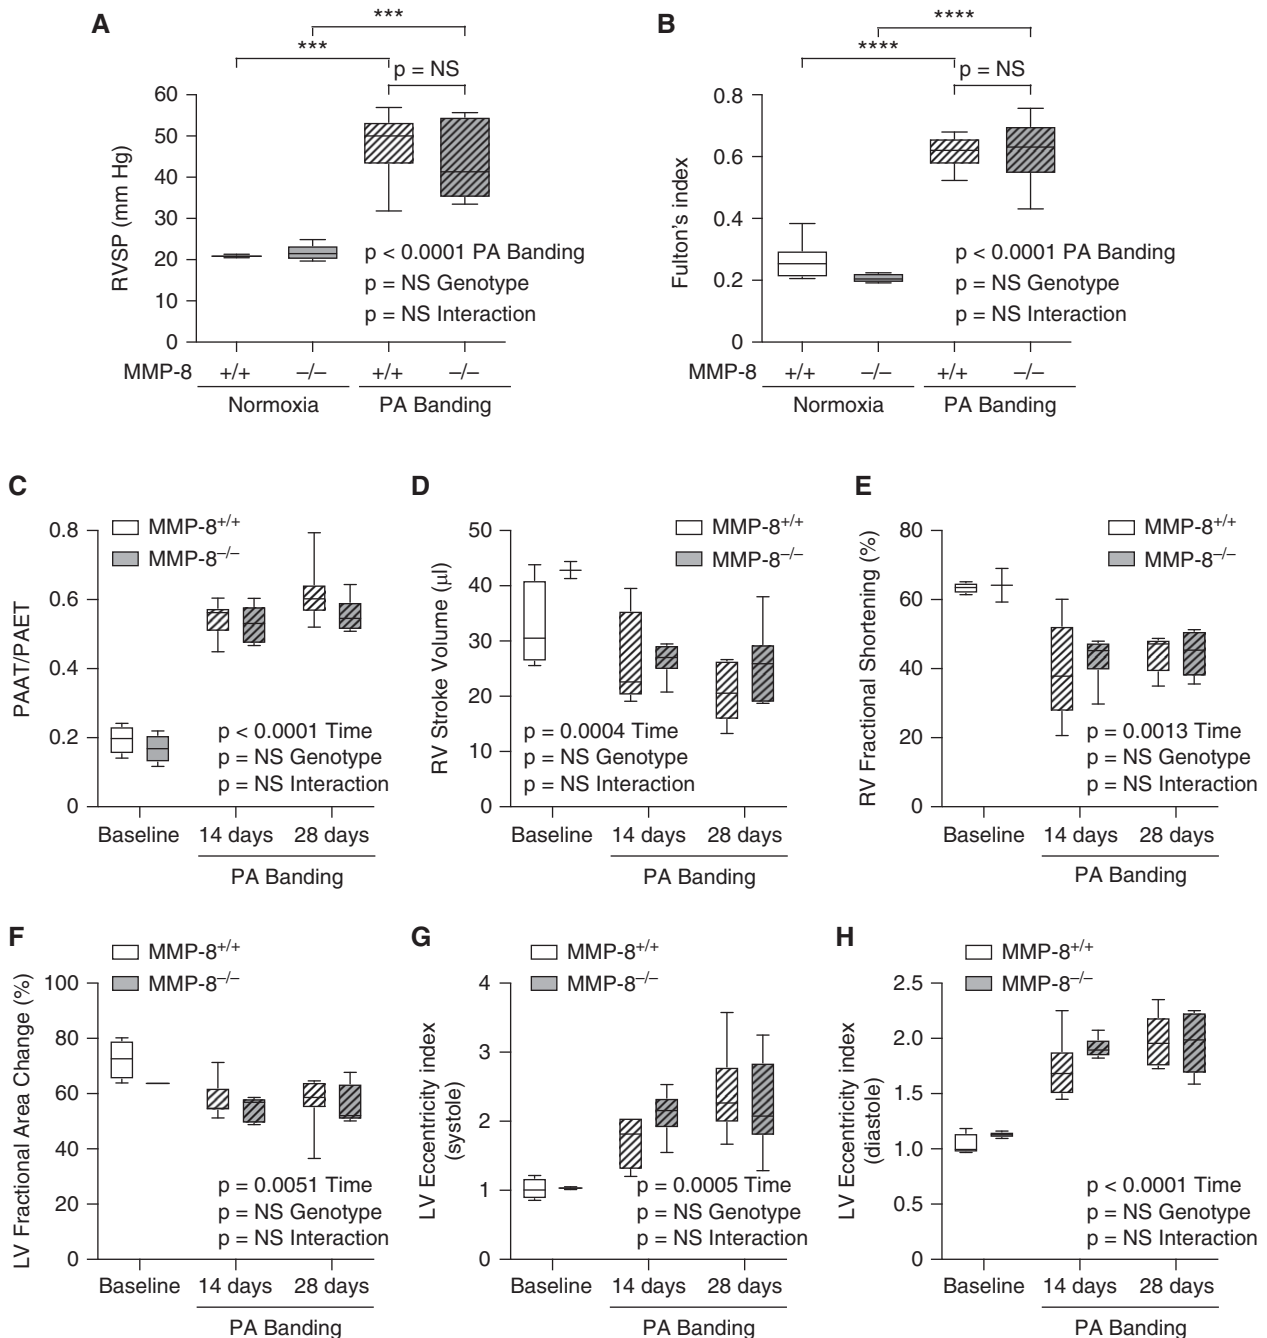 A
***
***
p = NS
RVSP (mm Hg)
60
50
40
30
20
10
0
p < 0.0001 PA Banding
p = NS Genotype
p = NS Interaction
MMP-8 +/+ –/– +/+ –/–
Normoxia PA Banding
B
****
****
p = NS
Fulton's index
0.8
0.6
0.4
0.2
0
p < 0.0001 PA Banding
p = NS Genotype
p = NS Interaction
MMP-8 +/+ –/– +/+ –/–
Normoxia PA Banding
C
MMP-8+/+
MMP-8–/–
PAAT/PAET
0.8
0.6
0.4
0.2
0
p < 0.0001 Time
p = NS Genotype
p = NS Interaction
Baseline 14 days 28 days
PA Banding
D
MMP-8+/+
MMP-8–/–
RV Stroke Volume (μl)
50
40
30
20
10
0
p = 0.0004 Time
p = NS Genotype
p = NS Interaction
Baseline 14 days 28 days
PA Banding
E
MMP-8+/+
MMP-8–/–
RV Fractional Shortening (%)
80
60
40
20
0
p = 0.0013 Time
p = NS Genotype
p = NS Interaction
Baseline 14 days 28 days
PA Banding
F
MMP-8+/+
MMP-8–/–
LV Fractional Area Change (%)
100
80
60
40
20
0
p = 0.0051 Time
p = NS Genotype
p = NS Interaction
Baseline 14 days 28 days
PA Banding
G
MMP-8+/+
MMP-8–/–
LV Eccentricity index
(systole)
4
3
2
1
0
p = 0.0005 Time
p = NS Genotype
p = NS Interaction
Baseline 14 days 28 days
PA Banding
H
MMP-8+/+
MMP-8–/–
LV Eccentricity index
(diastole)
2.5
2.0
1.5
1.0
0.5
0
p < 0.0001 Time
p = NS Genotype
p = NS Interaction
Baseline 14 days 28 days
PA Banding